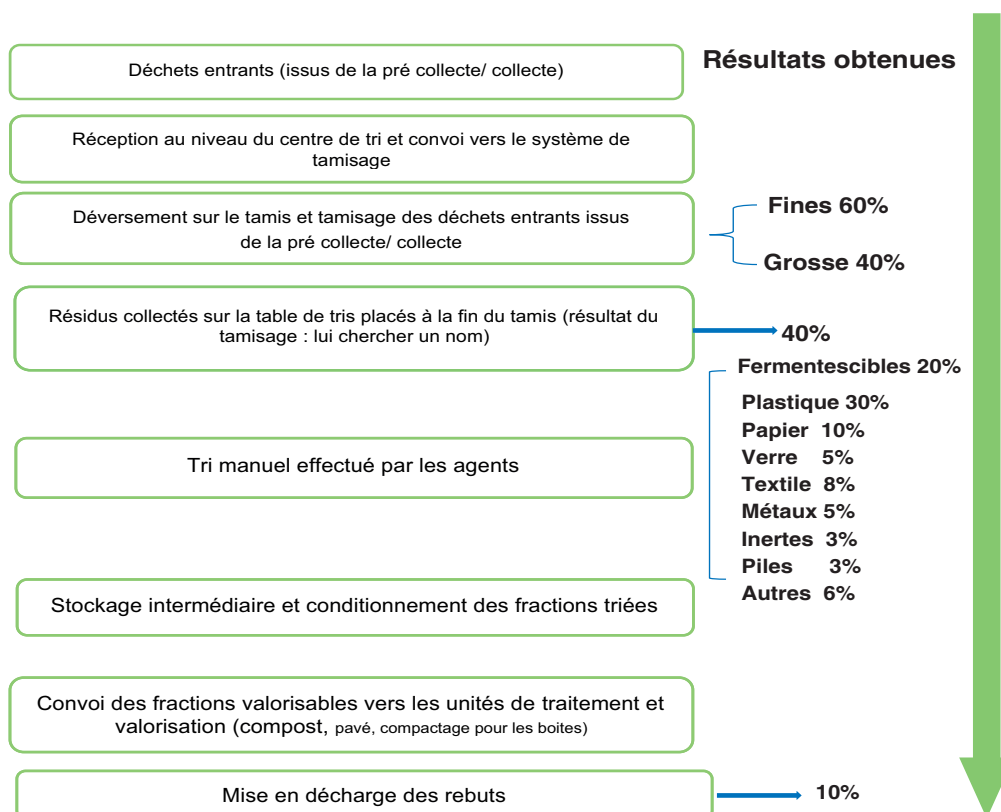 Résultats obtenues
Déchets entrants (issus de la pré collecte/ collecte)
Réception au niveau du centre de tri et convoi vers le système de
tamisage
Déversement sur le tamis et tamisage des déchets entrants issus
de la pré collecte/ collecte
Fines 60%
Grosse 40%
Résidus collectés sur la table de tris placés à la fin du tamis (résultat du
tamisage : lui chercher un nom)
40%
Fermentescibles 20%
Plastique 30%
Papier 10%
Verre 5%
Textile 8%
Métaux 5%
Inertes 3%
Piles 3%
Autres 6%
Tri manuel effectué par les agents
Stockage intermédiaire et conditionnement des fractions triées
Convoi des fractions valorisables vers les unités de traitement et
valorisation (compost, pavé, compactage pour les boites)
Mise en décharge des rebuts
10%